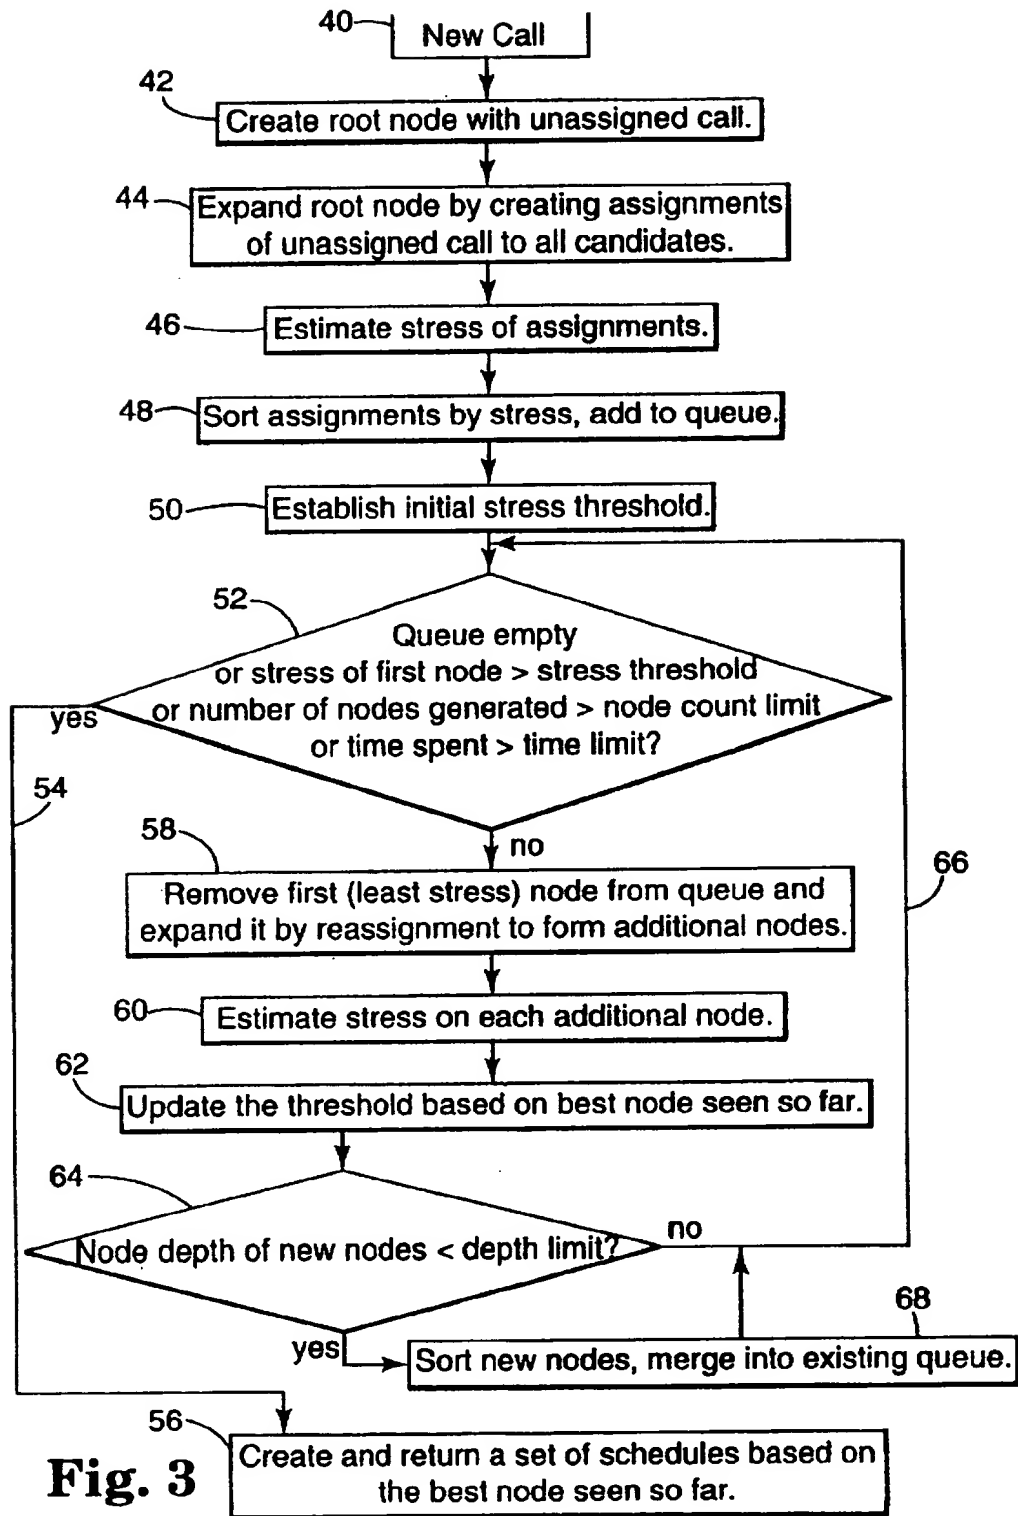 40
New Call
42
Create root node with unassigned call.
44
Expand root node by creating assignments
of unassigned call to all candidates.
46
Estimate stress of assignments.
48
Sort assignments by stress, add to queue.
50
Establish initial stress threshold.
52
Queue empty
or stress of first node > stress threshold
or number of nodes generated > node count limit
or time spent > time limit?
yes
54
no
58
66
Remove first (least stress) node from queue and
expand it by reassignment to form additional nodes.
60
Estimate stress on each additional node.
62
Update the threshold based on best node seen so far.
64
Node depth of new nodes < depth limit?
no
yes
68
Sort new nodes, merge into existing queue.
56
Create and return a set of schedules based on
the best node seen so far.
Fig. 3